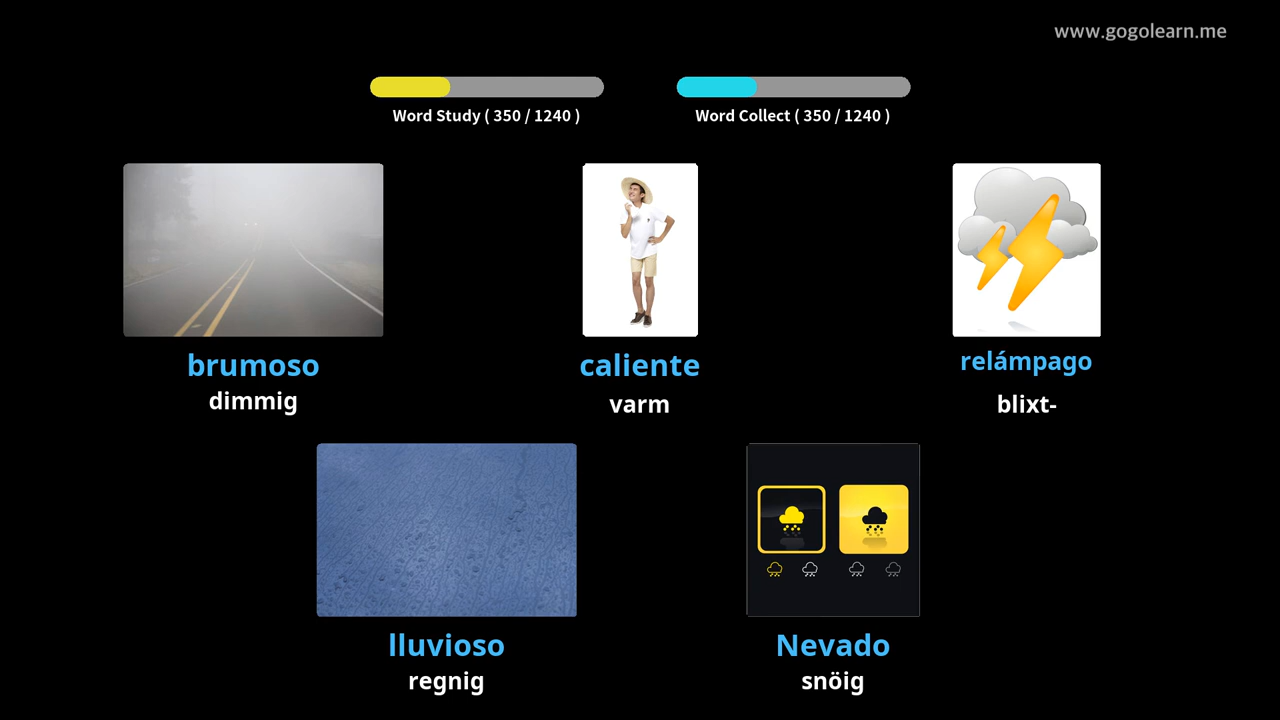 www.gogolearn.me
Word Study ( 350 / 1240 )
Word Collect ( 350 / 1240 )
brumoso
dimmig
caliente
varm
relámpago
blixt-
lluvioso
regnig
Nevado
snöig